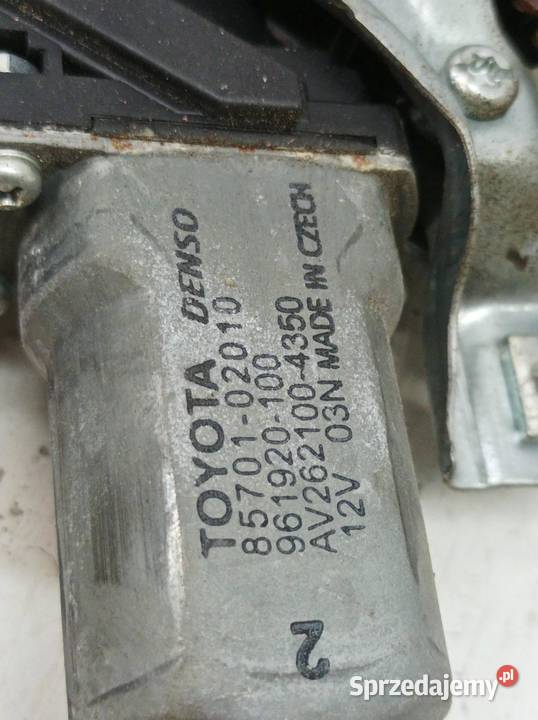 TOYOTA DENSO
85701-02010
961920-100
AV262100-4350
12V 03N MADE IN CZECH
2
Sprzedajemy.pl